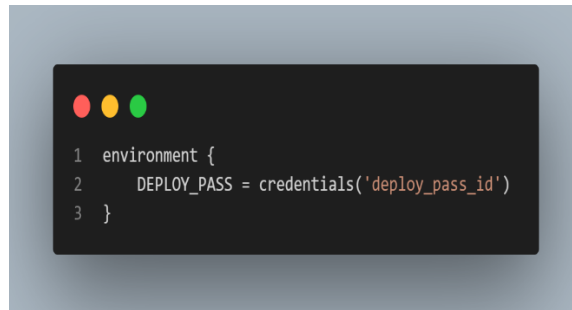 1 environment {
2     DEPLOY_PASS = credentials('deploy_pass_id')
3 }